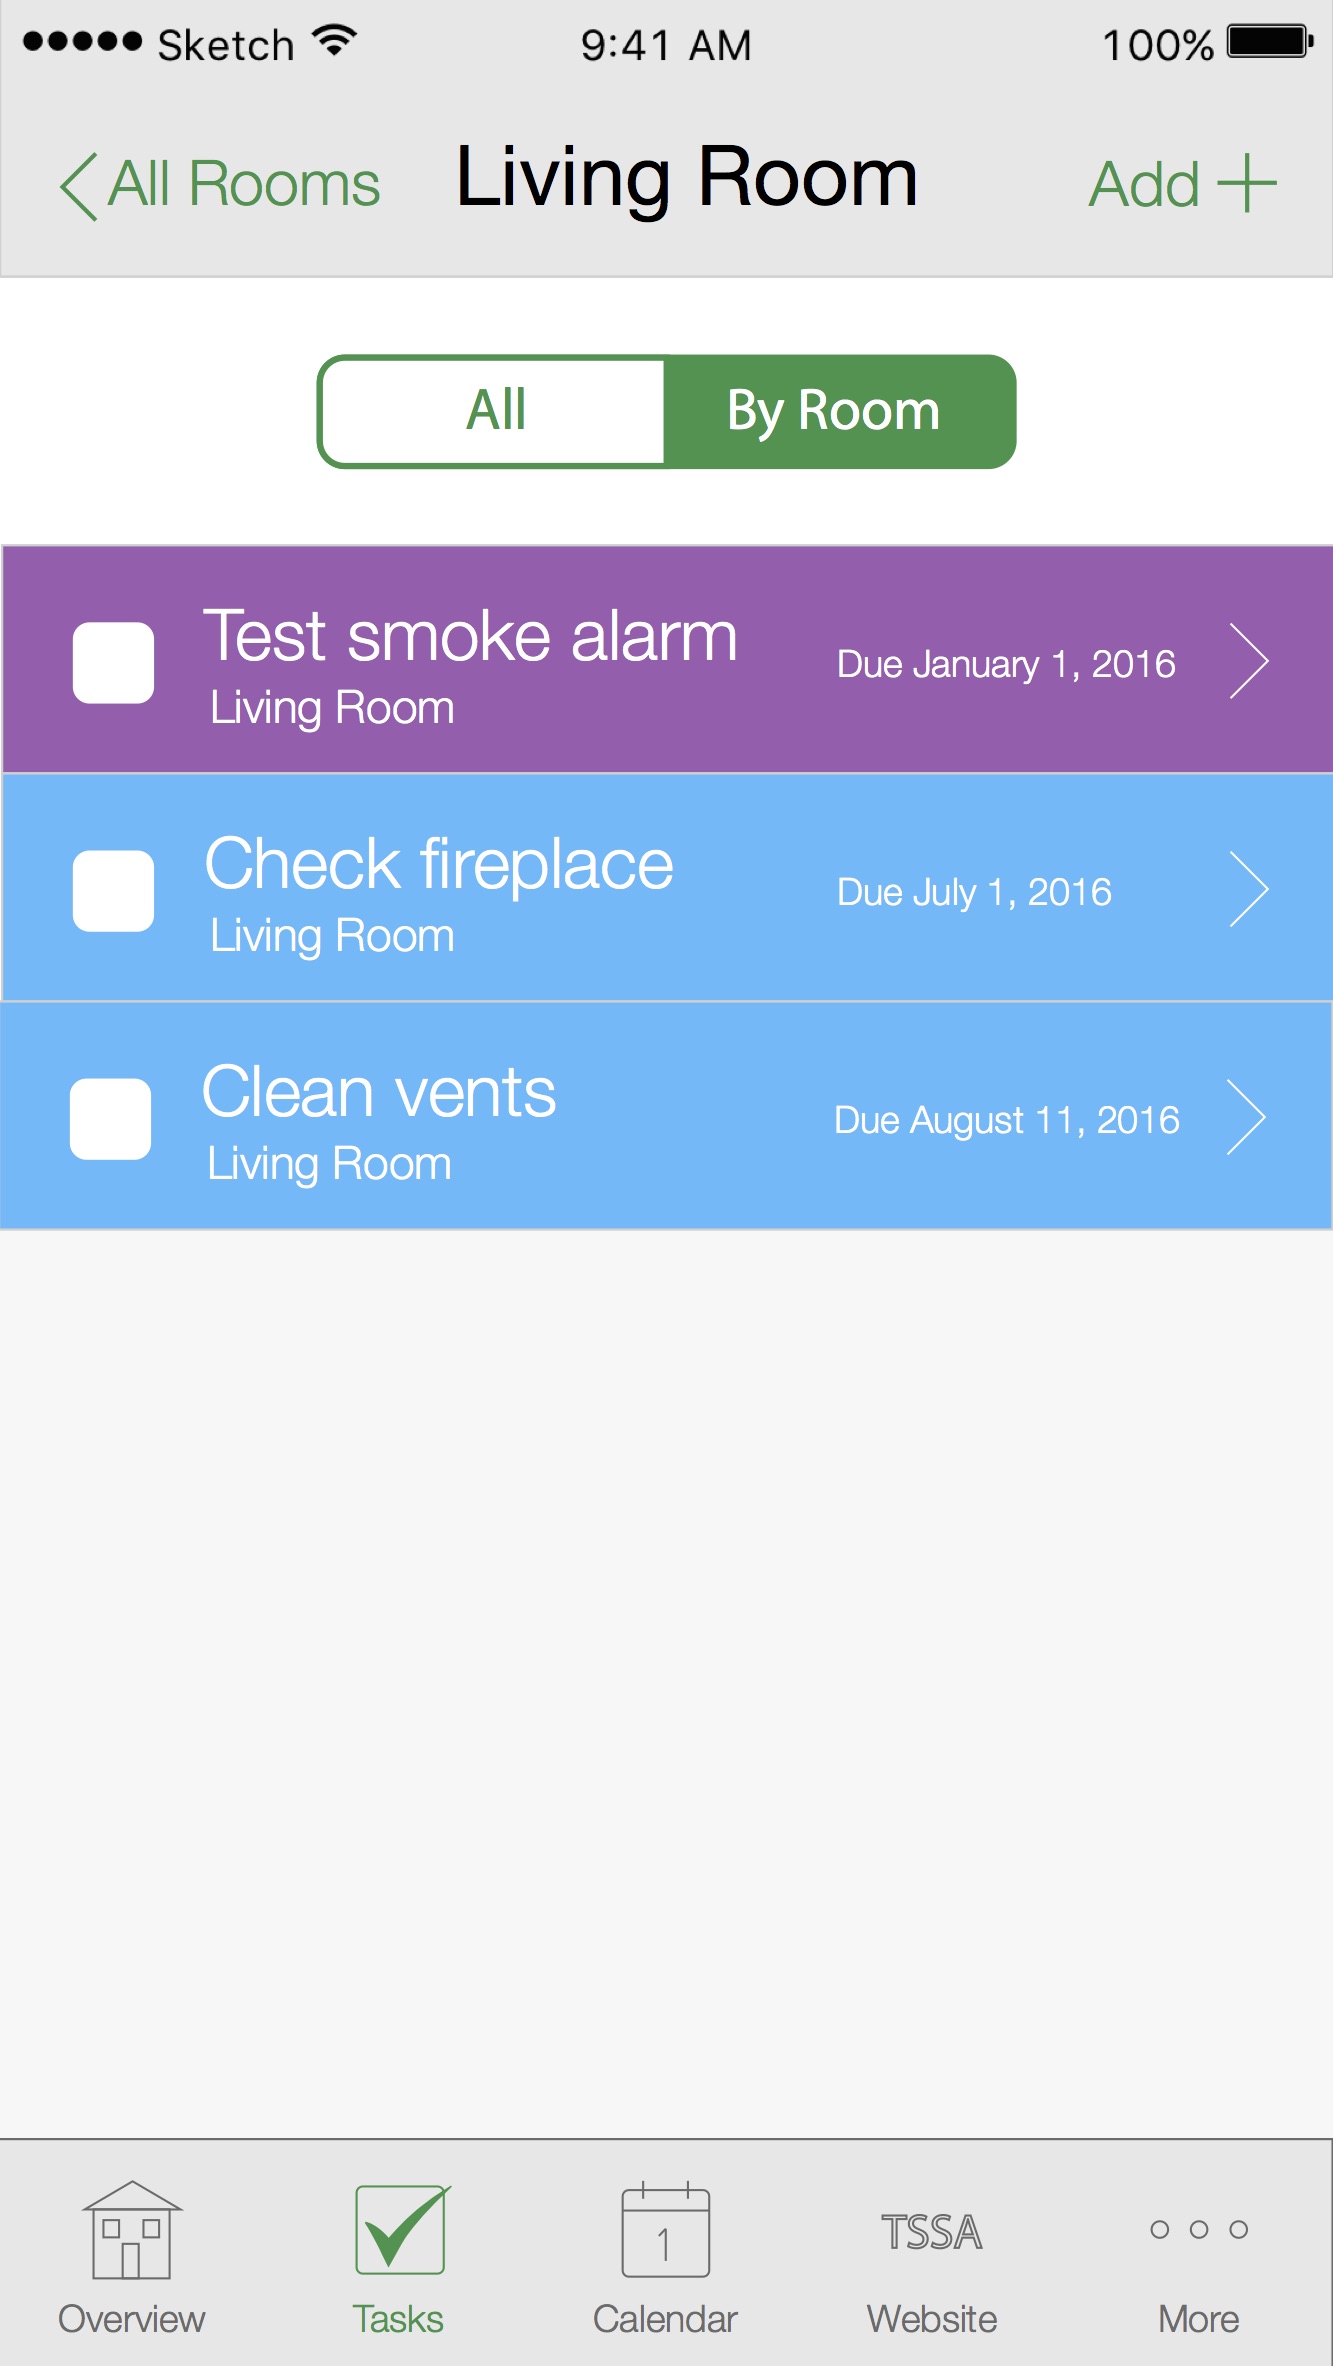 Sketch 9:41 AM 100%
All Rooms Living Room Add
All By Room
Test smoke alarm
Living Room
Due January 1, 2016
Check fireplace
Living Room
Due July 1, 2016
Clean vents
Living Room
Due August 11, 2016
1 TSSA
Overview Tasks Calendar Website More